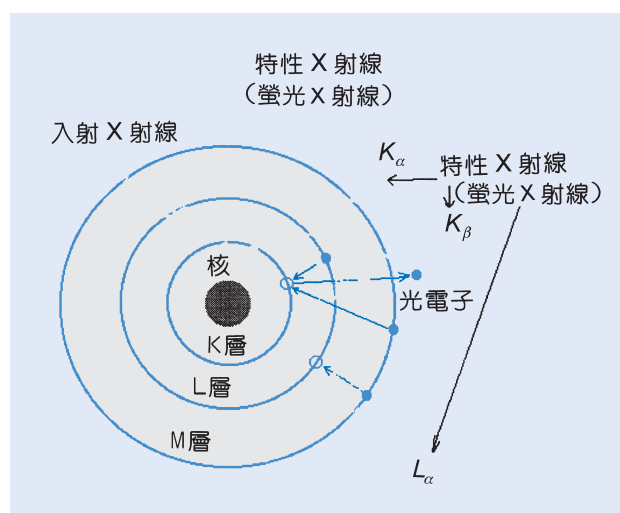 特性 X 射線
(螢光 X 射線)
入射 X 射線
Kα
特性 X 射線
(螢光 X 射線)
Kβ
核
光電子
K層
L層
M層
Lα